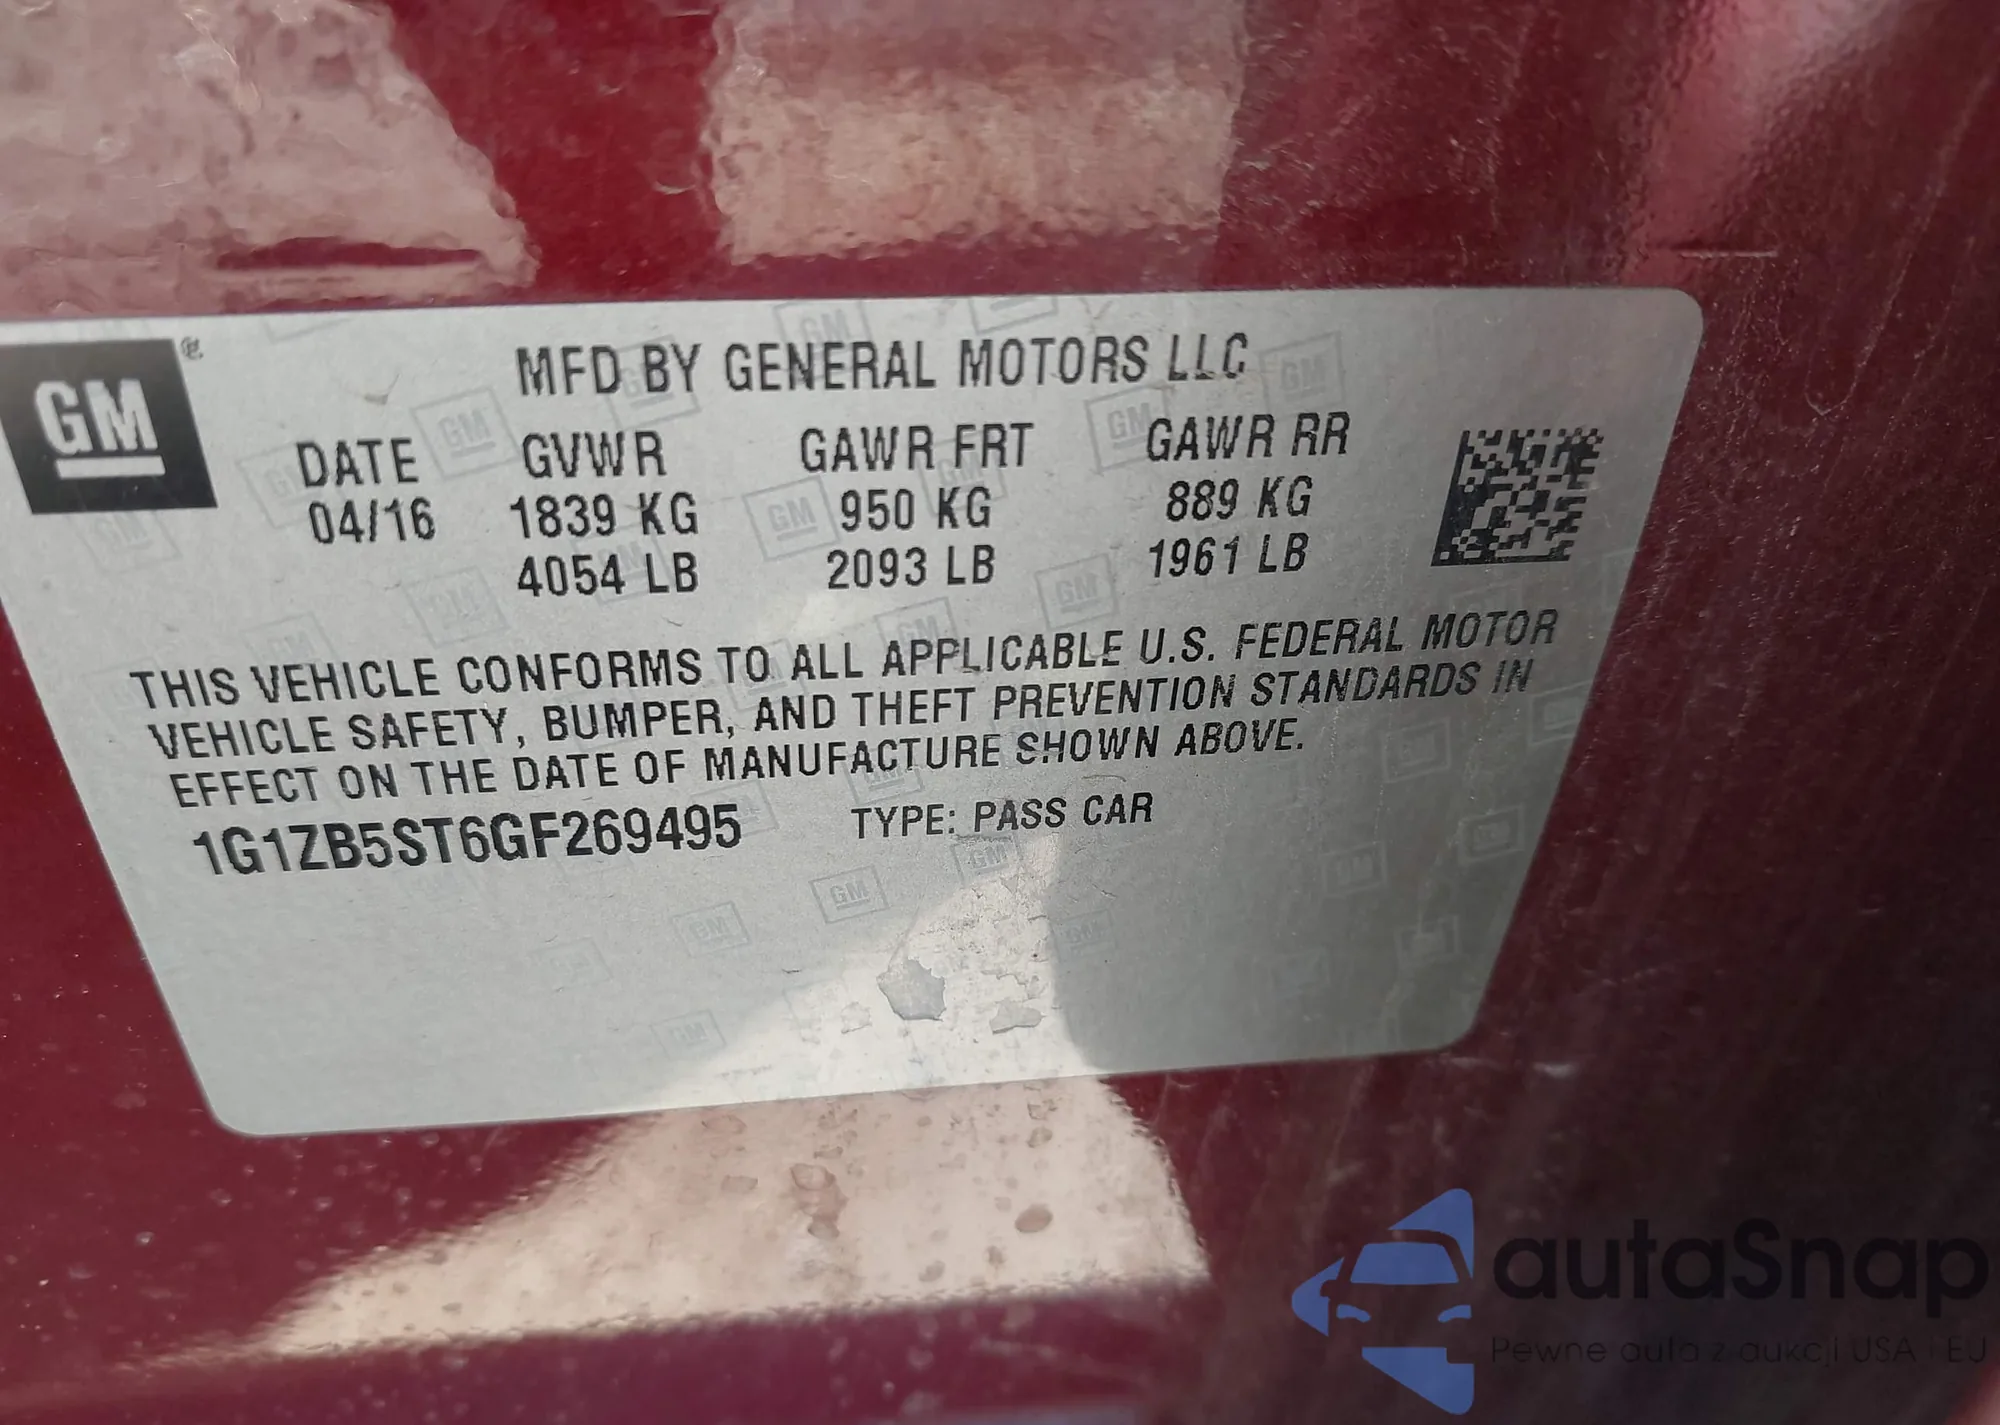 GM
MFD BY GENERAL MOTORS LLC
DATE GVWR GAWR FRT GAWR RR
04/16 1839 KG 950 KG 889 KG
4054 LB 2093 LB 1961 LB
THIS VEHICLE CONFORMS TO ALL APPLICABLE U.S. FEDERAL MOTOR
VEHICLE SAFETY, BUMPER, AND THEFT PREVENTION STANDARDS IN
EFFECT ON THE DATE OF MANUFACTURE SHOWN ABOVE.
1G1ZB5ST6GF269495 TYPE: PASS CAR
autaSnap
Pewne auta z aukcji USA i EU